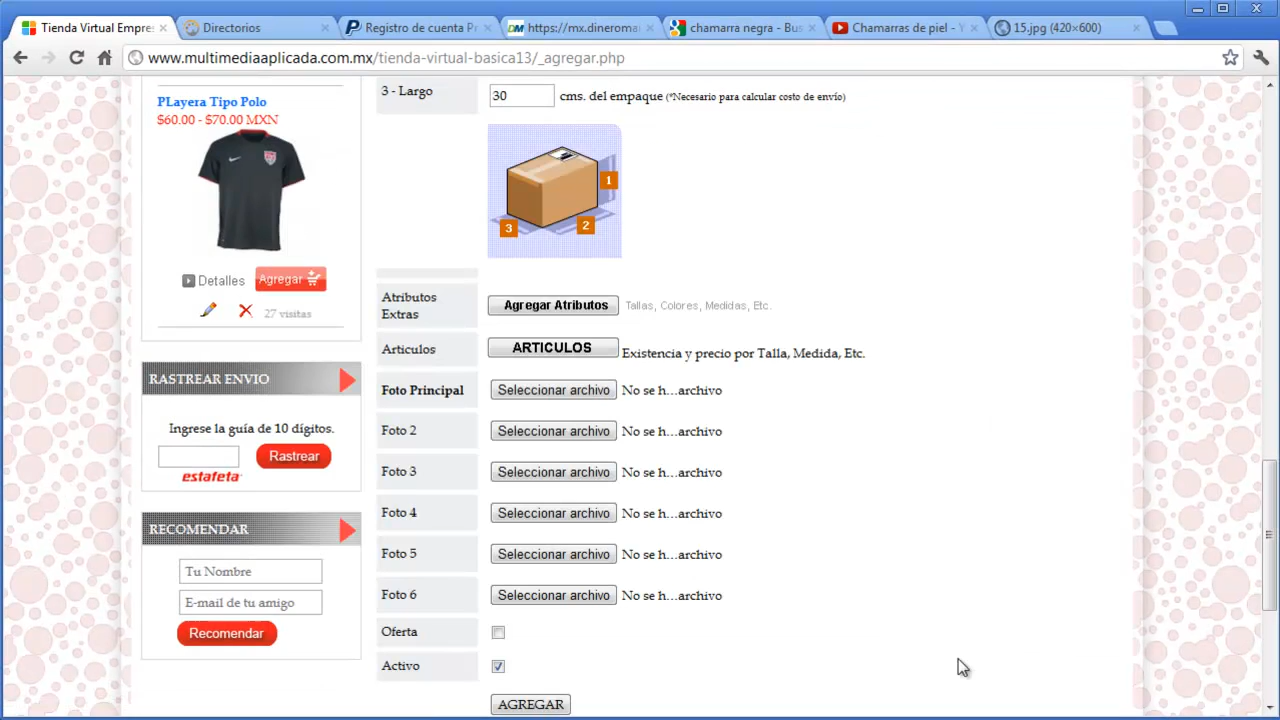 Tienda Virtual Empre
Directorios
Registro de cuenta P
DM
https://mx.dineroma
chamarra negra - Bus
Chamarras de piel - Y
15.jpg (420×600)
www.multimediaaplicada.com.mx/tienda-virtual-basica13/_agregar.php
PLayera Tipo Polo
$60.00 - $70.00 MXN
Detalles
Agregar
27 visitas
RASTREAR ENVIO
Ingrese la guía de 10 dígitos.
Rastrear
estafeta
RECOMENDAR
Tu Nombre
E-mail de tu amigo
Recomendar
3 - Largo
30
cms. del empaque (*Necesario para calcular costo de envío)
1
2
3
Atributos
Extras
Agregar Atributos
Tallas, Colores, Medidas, Etc.
Articulos
ARTICULOS
Existencia y precio por Talla, Medida, Etc.
Foto Principal
Seleccionar archivo
No se h...archivo
Foto 2
Seleccionar archivo
No se h...archivo
Foto 3
Seleccionar archivo
No se h...archivo
Foto 4
Seleccionar archivo
No se h...archivo
Foto 5
Seleccionar archivo
No se h...archivo
Foto 6
Seleccionar archivo
No se h...archivo
Oferta
Activo
AGREGAR